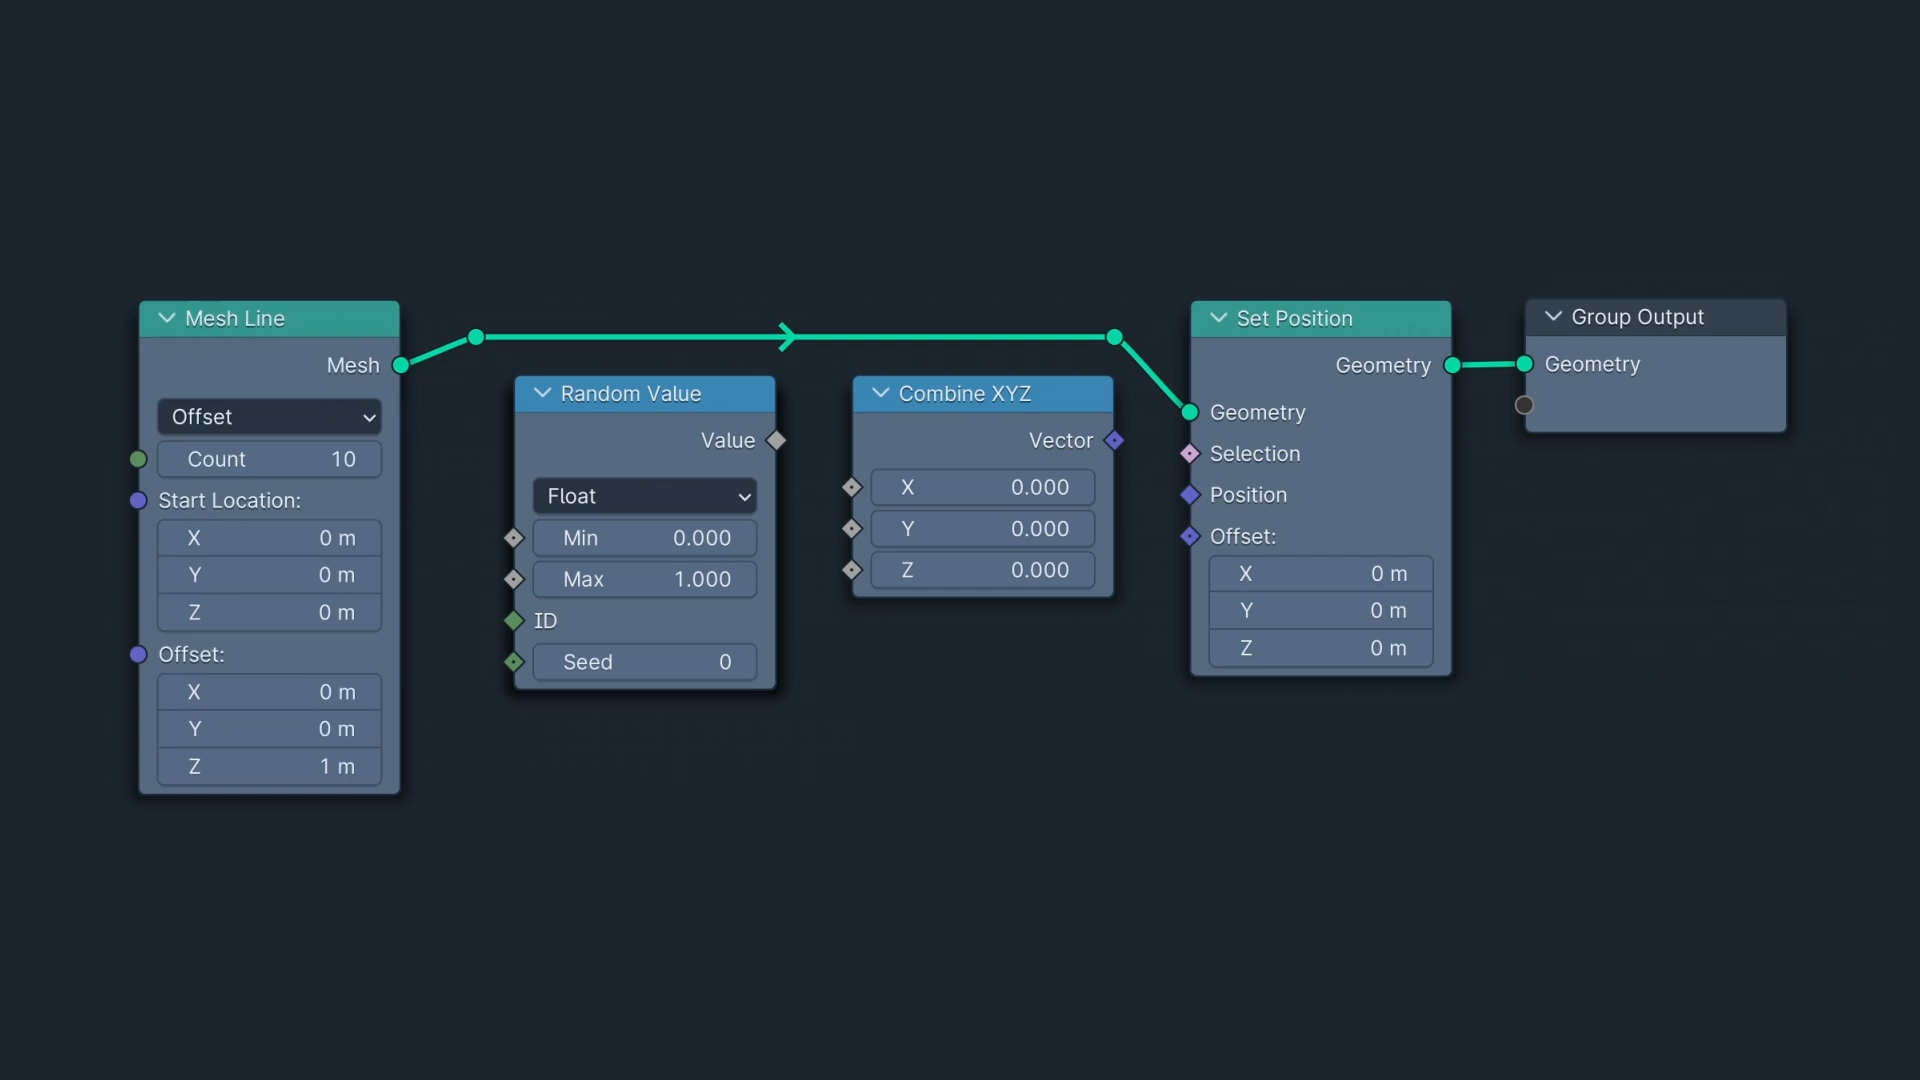 Mesh Line
Mesh
Offset
Count 10
Start Location:
X 0 m
Y 0 m
Z 0 m
Offset:
X 0 m
Y 0 m
Z 1 m
Random Value
Value
Float
Min 0.000
Max 1.000
ID
Seed 0
Combine XYZ
Vector
X 0.000
Y 0.000
Z 0.000
Set Position
Geometry
Geometry
Selection
Position
Offset:
X 0 m
Y 0 m
Z 0 m
Group Output
Geometry